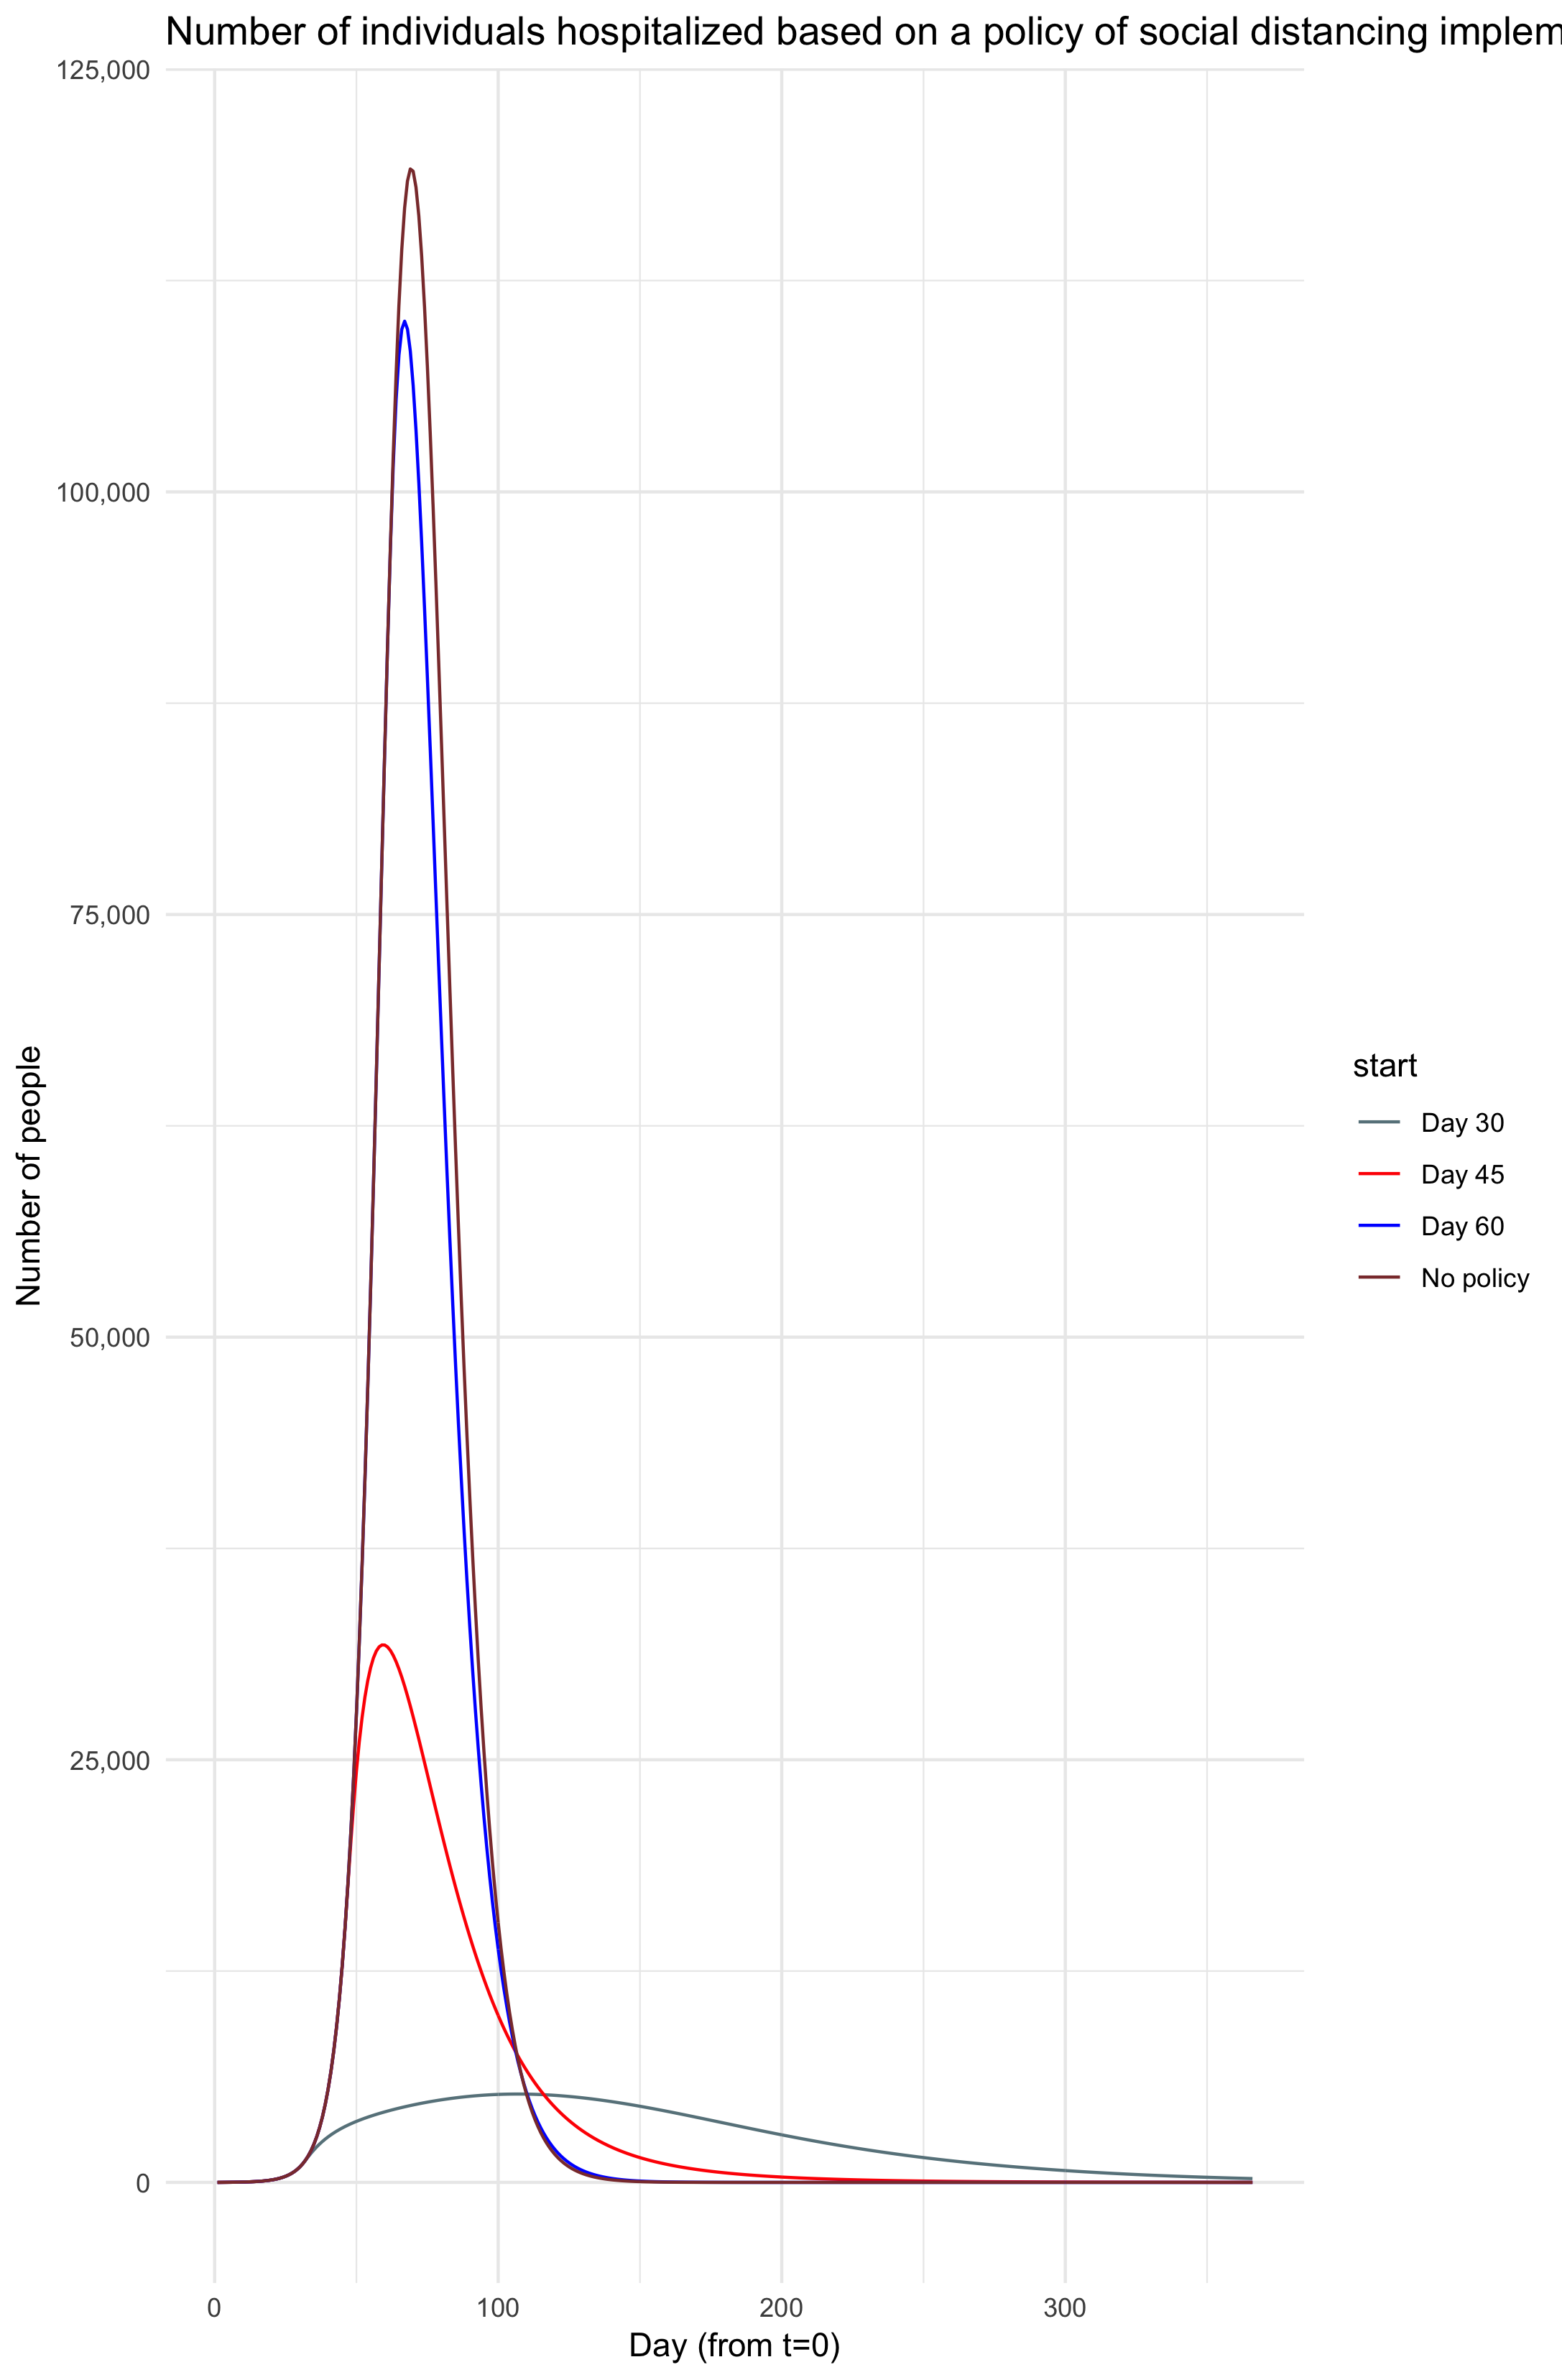 Number of individuals hospitalized based on a policy of social distancing implem
125,000
100,000
75,000
50,000
25,000
0
Number of people
0 100 200 300
Day (from t=0)
start
Day 30
Day 45
Day 60
No policy